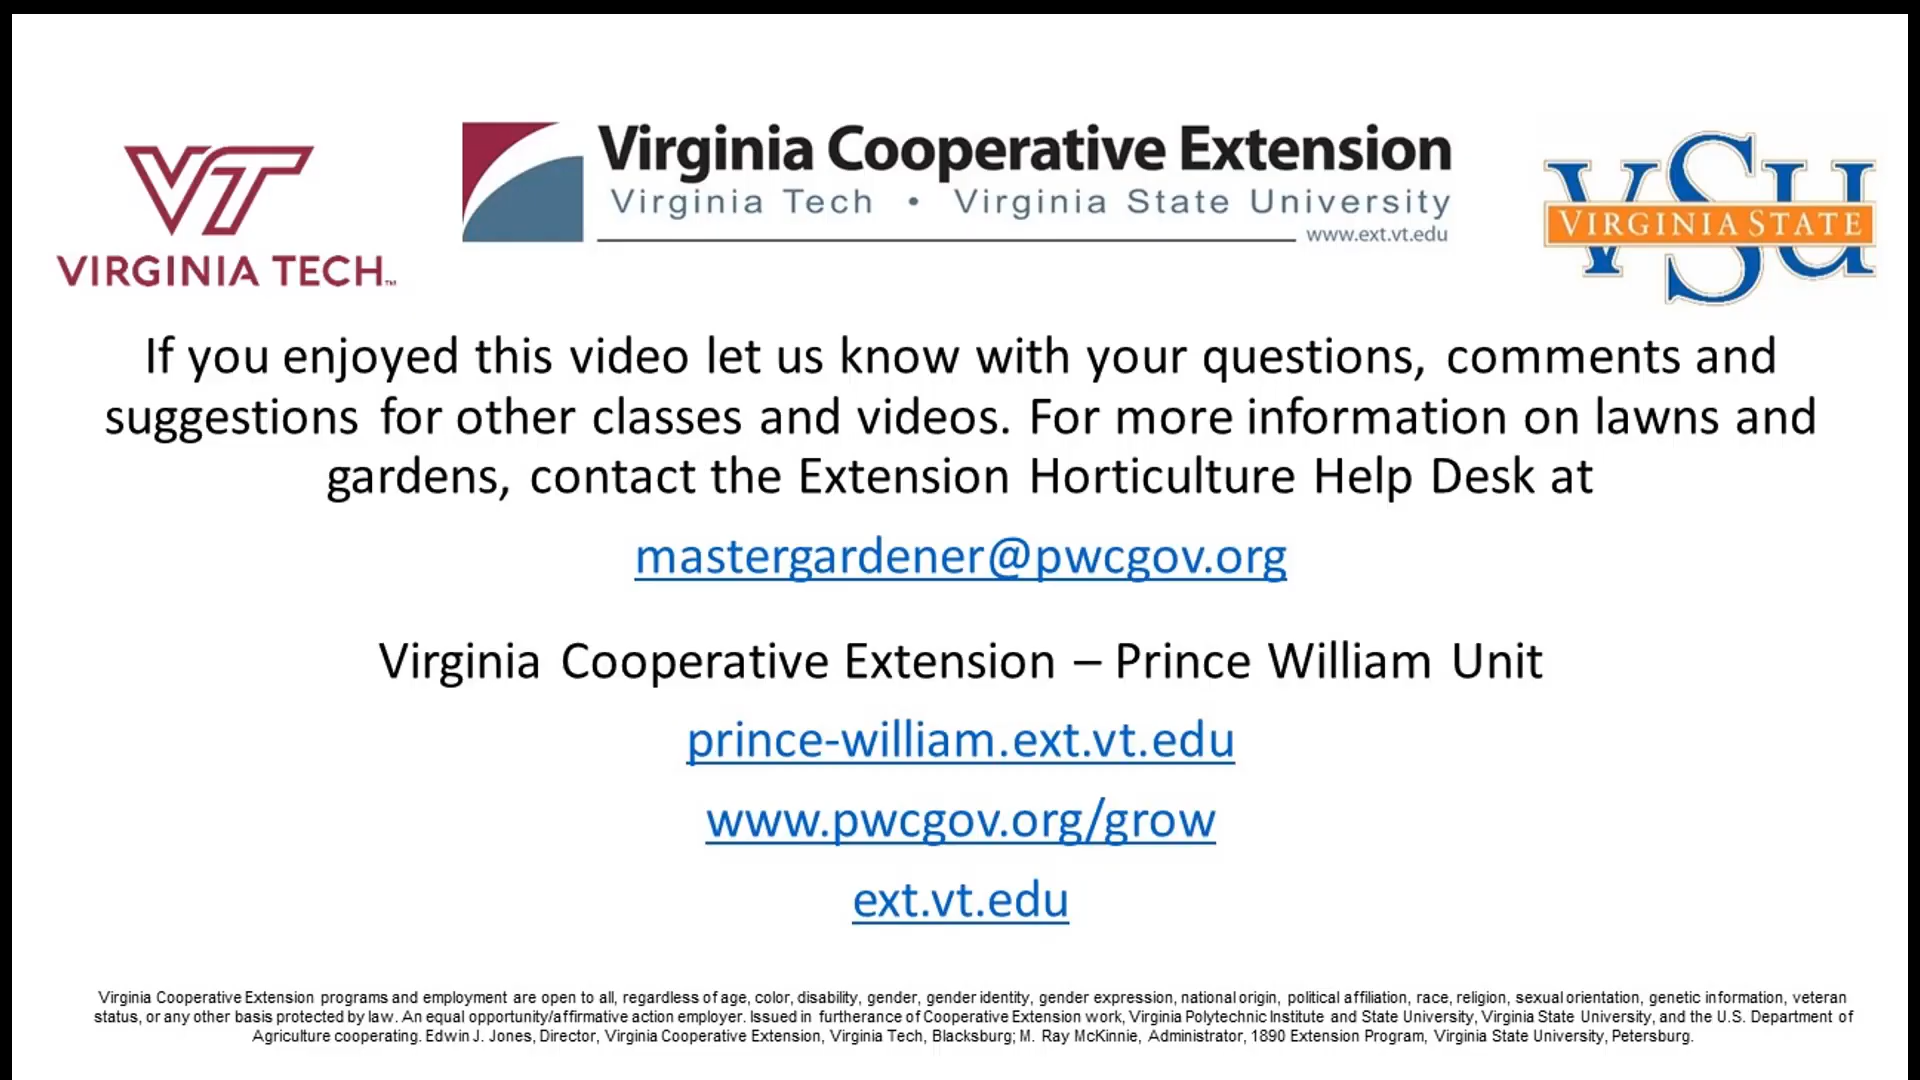 VT
VIRGINIA TECH™
Virginia Cooperative Extension
Virginia Tech • Virginia State University
www.ext.vt.edu
VSU
VIRGINIA STATE
If you enjoyed this video let us know with your questions, comments and
suggestions for other classes and videos. For more information on lawns and
gardens, contact the Extension Horticulture Help Desk at
mastergardener@pwcgov.org
Virginia Cooperative Extension – Prince William Unit
prince-william.ext.vt.edu
www.pwcgov.org/grow
ext.vt.edu
Virginia Cooperative Extension programs and employment are open to all, regardless of age, color, disability, gender, gender identity, gender expression, national origin, political affiliation, race, religion, sexual orientation, genetic information, veteran
status, or any other basis protected by law. An equal opportunity/affirmative action employer. Issued in furtherance of Cooperative Extension work, Virginia Polytechnic Institute and State University, Virginia State University, and the U.S. Department of
Agriculture cooperating. Edwin J. Jones, Director, Virginia Cooperative Extension, Virginia Tech, Blacksburg; M. Ray McKinnie, Administrator, 1890 Extension Program, Virginia State University, Petersburg.